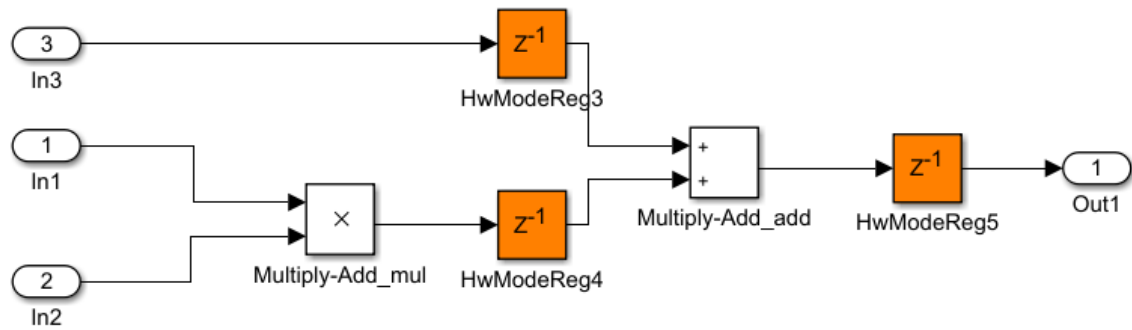 3
In3
Z-1
HwModeReg3
1
In1
+
+
Multiply-Add_add
Z-1
HwModeReg5
1
Out1
×
Multiply-Add_mul
Z-1
HwModeReg4
2
In2